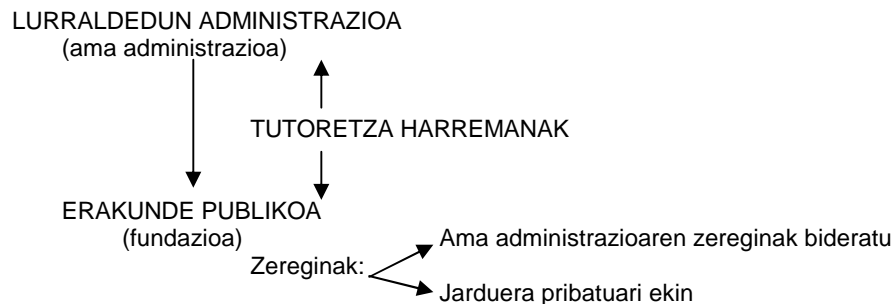 LURRALDEDUN ADMINISTRAZIOA
(ama administrazioa)
TUTORETZA HARREMANAK
ERAKUNDE PUBLIKOA
(fundazioa)
Ama administrazioaren zereginak bideratu
Zereginak:
Jarduera pribatuari ekin